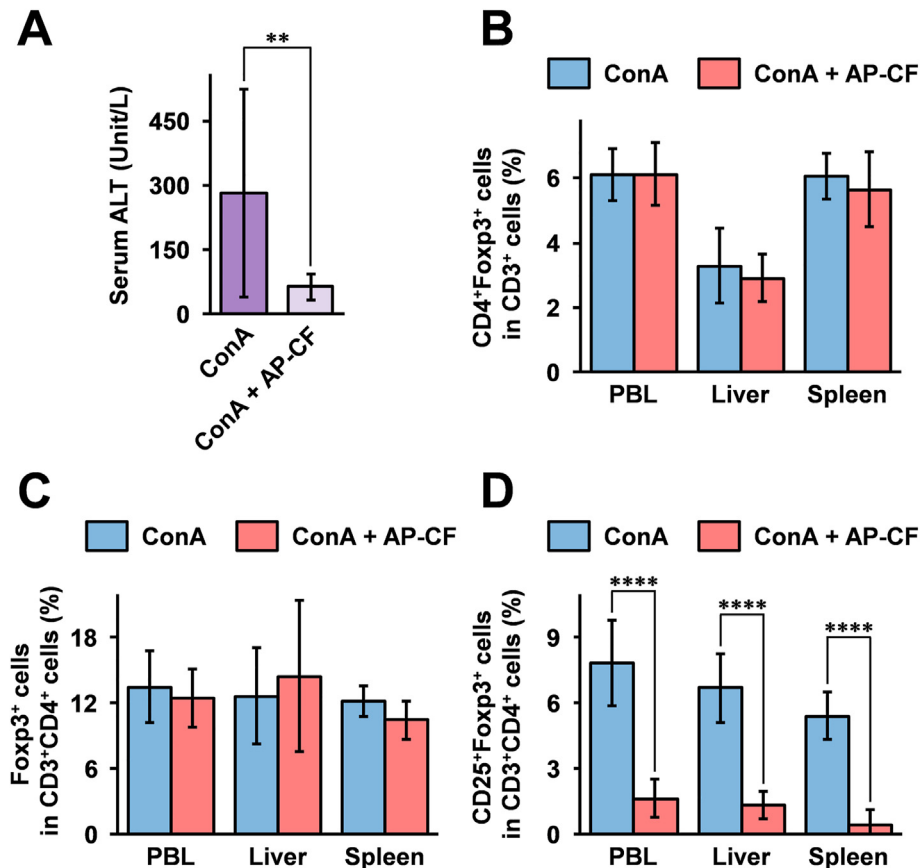 A
**
Serum ALT (Unit/L)
450
300
150
0
ConA
ConA + AP-CF
B
ConA
ConA + AP-CF
CD4⁺Foxp3⁺ cells
in CD3⁺ cells (%)
6
4
2
0
PBL
Liver
Spleen
C
ConA
ConA + AP-CF
Foxp3⁺ cells
in CD3⁺CD4⁺ cells (%)
18
12
6
0
PBL
Liver
Spleen
D
ConA
ConA + AP-CF
****
****
****
CD25⁺Foxp3⁺ cells
in CD3⁺CD4⁺ cells (%)
9
6
3
0
PBL
Liver
Spleen